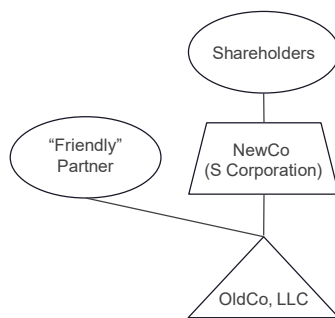 Shareholders
“Friendly”
Partner
NewCo
(S Corporation)
OldCo, LLC